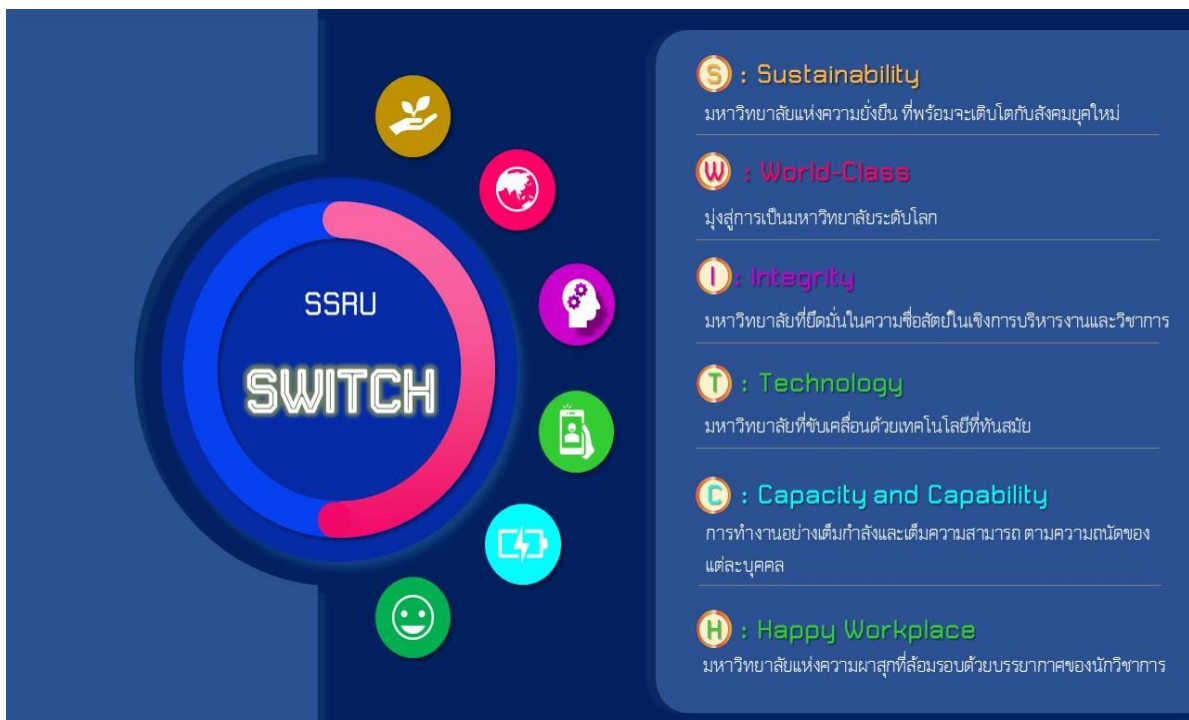 SSRU
SWITCH
S : Sustainability
มหาวิทยาลัยแห่งความยั่งยืน ที่พร้อมจะเติบโตกับสังคมยุคใหม่
W : World-Class
มุ่งสู่การเป็นมหาวิทยาลัยระดับโลก
I : Integrity
มหาวิทยาลัยที่ยึดมั่นในความซื่อสัตย์ในเชิงการบริหารงานและวิชาการ
T : Technology
มหาวิทยาลัยที่ขับเคลื่อนด้วยเทคโนโลยีที่ทันสมัย
C : Capacity and Capability
การทำงานอย่างเต็มกำลังและเต็มความสามารถ ตามความถนัดของ
แต่ละบุคคล
H : Happy Workplace
มหาวิทยาลัยแห่งความผาสุกที่ล้อมรอบด้วยบรรยากาศของนักวิชาการ